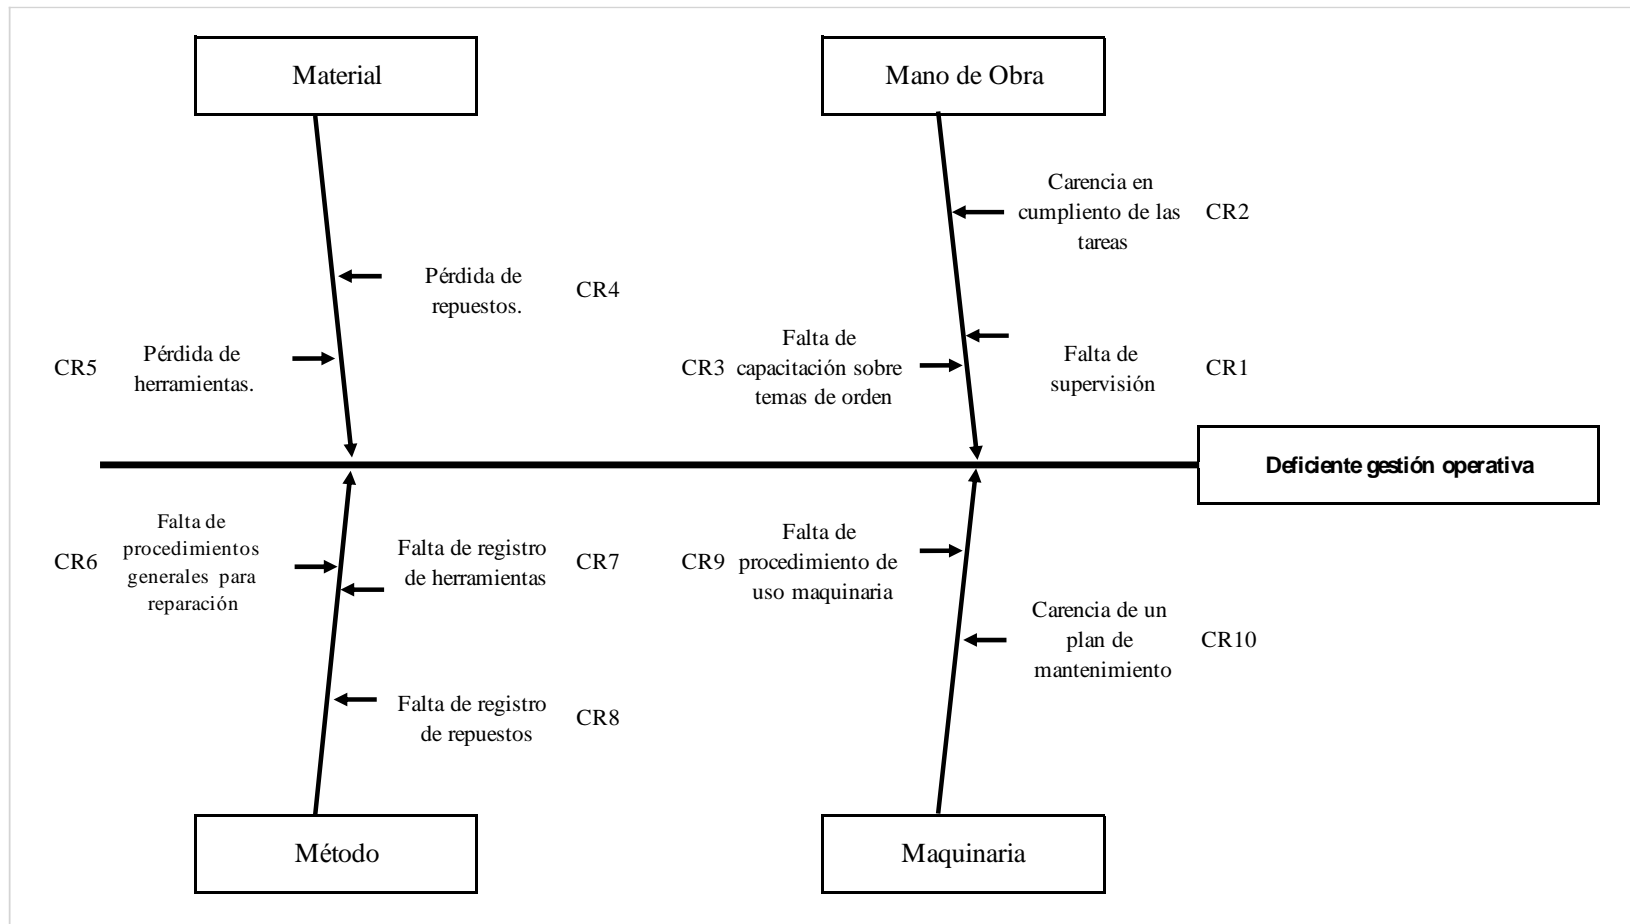 Material
Mano de Obra
Carencia en
cumpliento de las
tareas
CR2
Pérdida de
repuestos.
CR4
CR5
Pérdida de
herramientas.
CR3
Falta de
capacitación sobre
temas de orden
Falta de
supervisión
CR1
Deficiente gestión operativa
CR6
Falta de
procedimientos
generales para
reparación
Falta de registro
de herramientas
CR7
CR9
Falta de
procedimiento de
uso maquinaria
Carencia de un
plan de
mantenimiento
CR10
Falta de registro
de repuestos
CR8
Método
Maquinaria